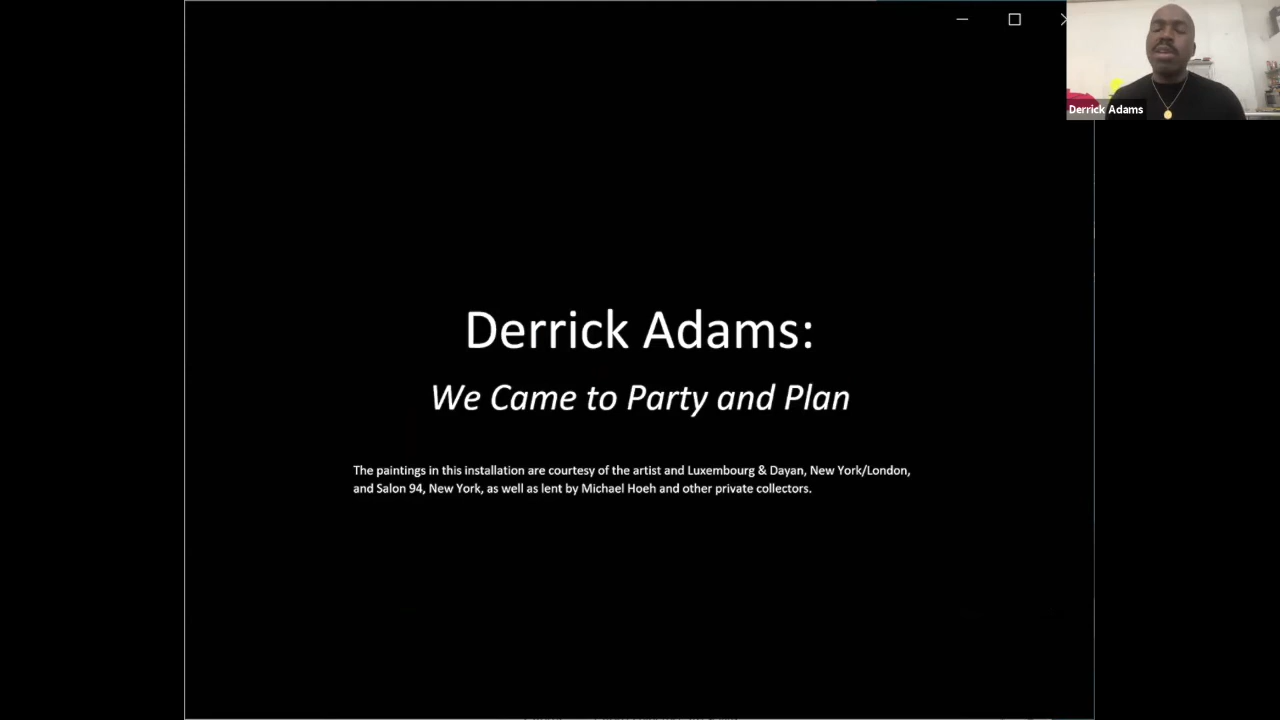 Derrick Adams
Derrick Adams:
We Came to Party and Plan
The paintings in this installation are courtesy of the artist and Luxembourg & Dayan, New York/London,
and Salon 94, New York, as well as lent by Michael Hoeh and other private collectors.